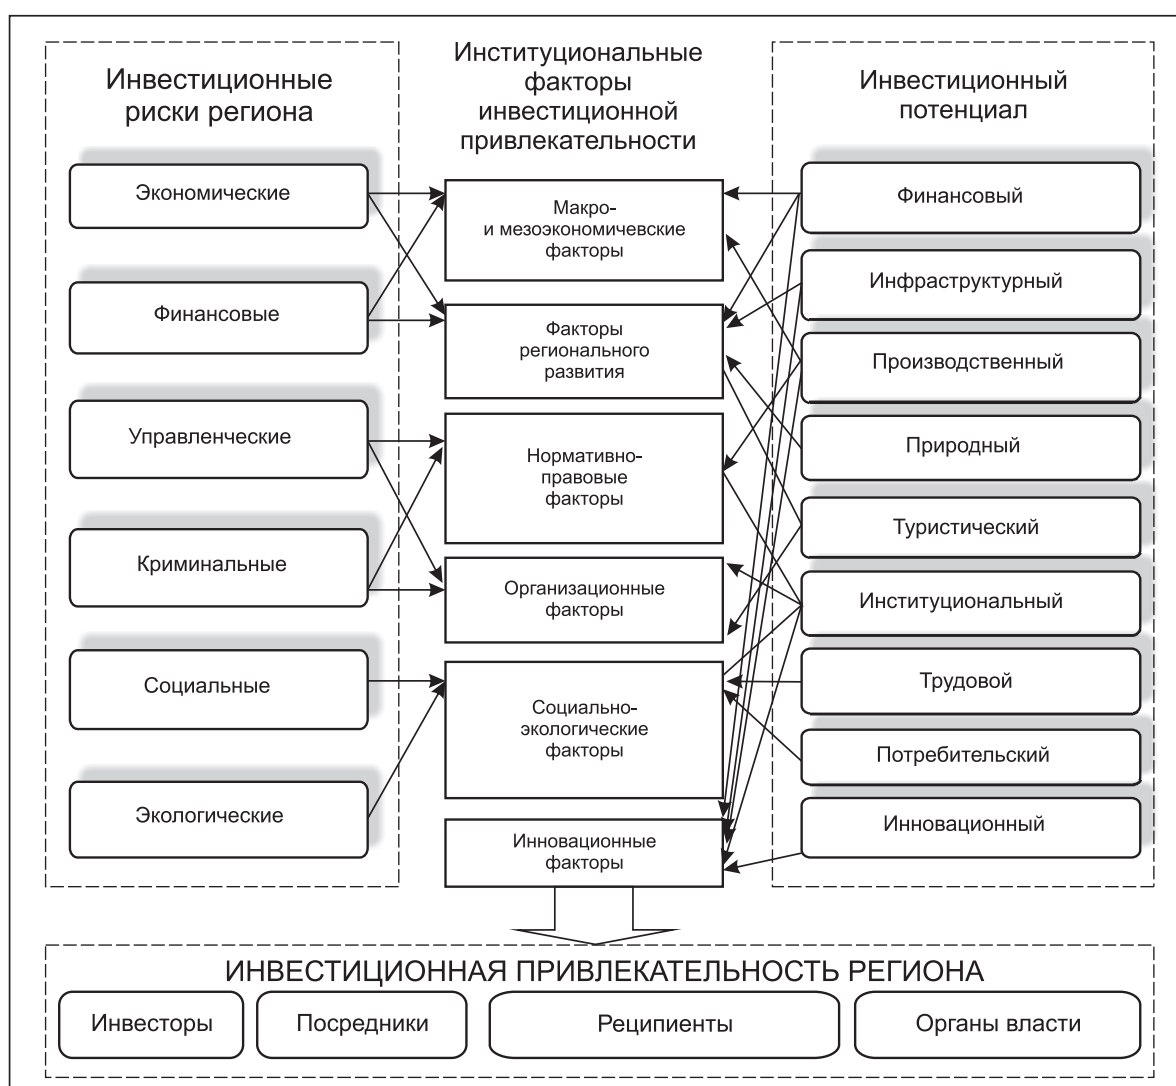 Инвестиционные
риски региона
Экономические
Финансовые
Управленческие
Криминальные
Социальные
Экологические
Институциональные
факторы
инвестиционной
привлекательности
Макро-
и мезоэкономичевские
факторы
Факторы
регионального
развития
Нормативно-
правовые
факторы
Организационные
факторы
Социально-
экологические
факторы
Инновационные
факторы
Инвестиционный
потенциал
Финансовый
Инфраструктурный
Производственный
Природный
Туристический
Институциональный
Трудовой
Потребительский
Инновационный
ИНВЕСТИЦИОННАЯ ПРИВЛЕКАТЕЛЬНОСТЬ РЕГИОНА
Инвесторы
Посредники
Реципиенты
Органы власти